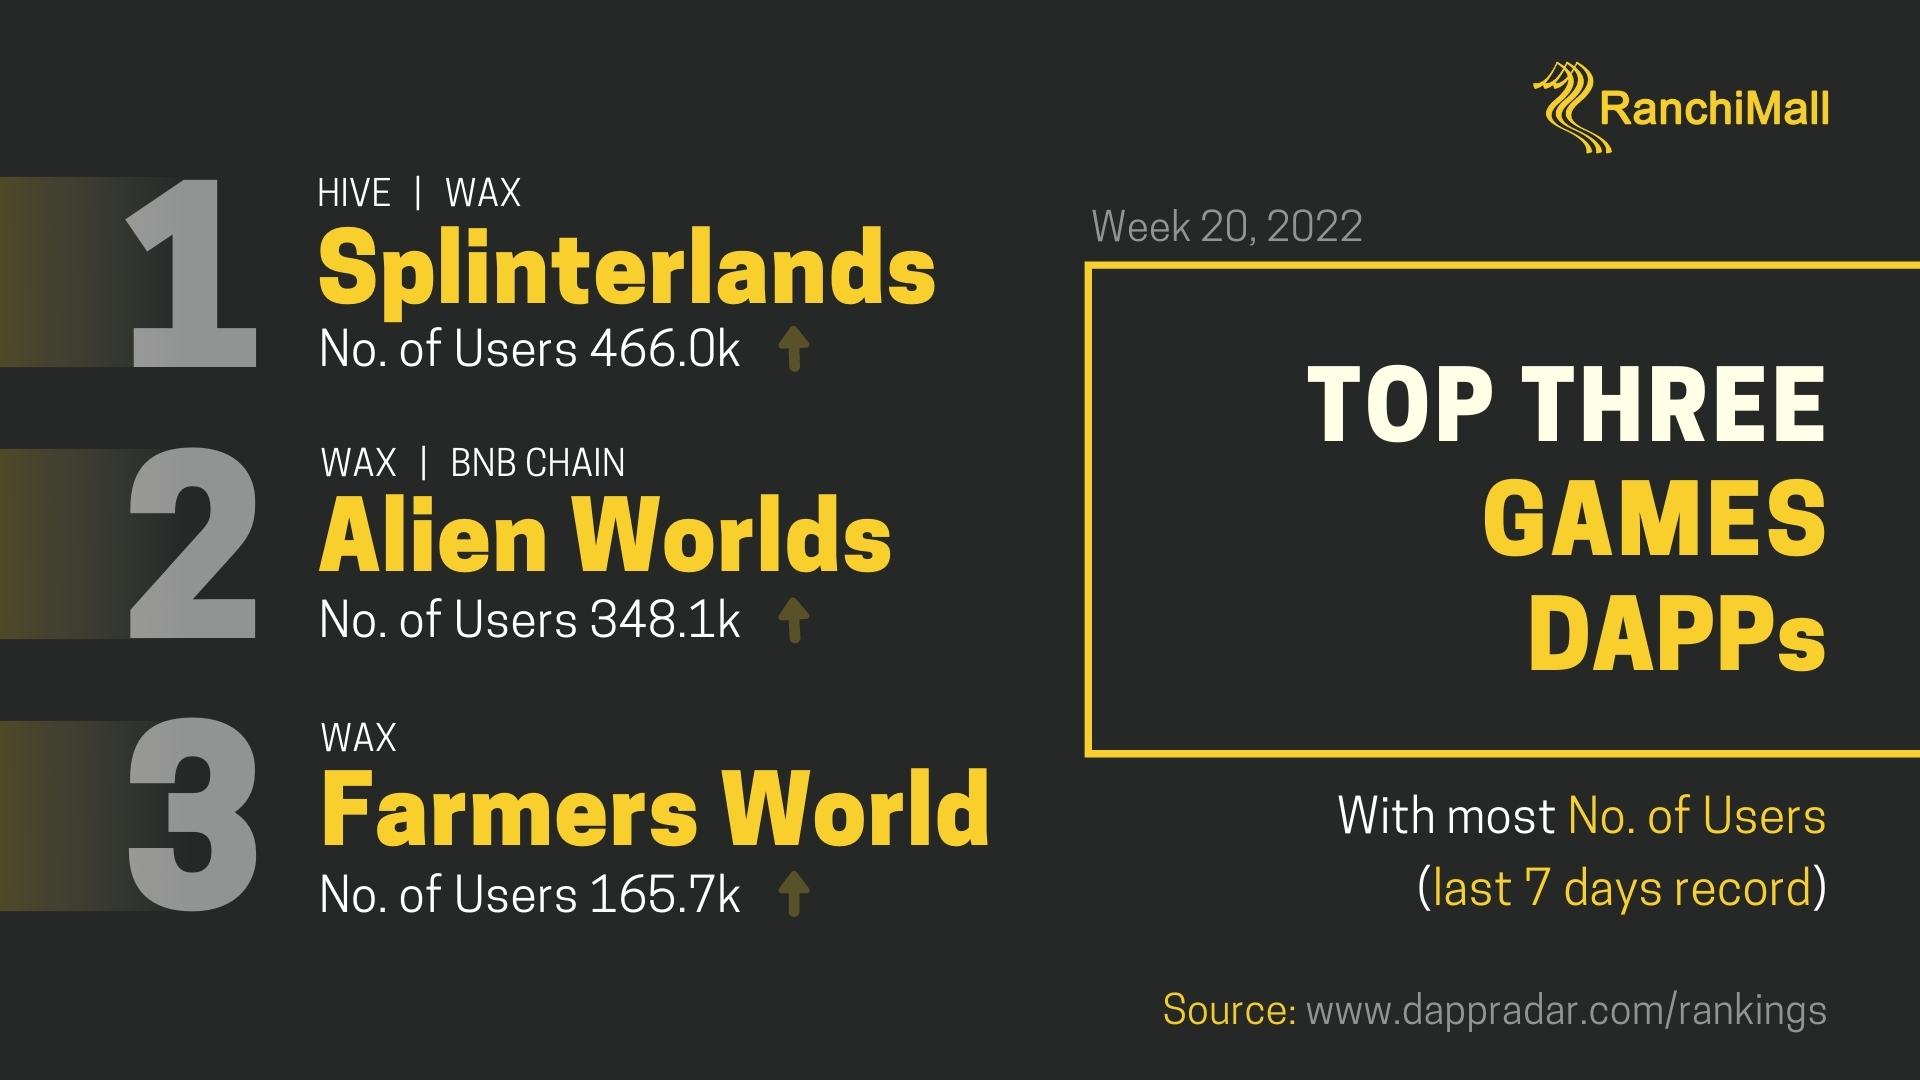 RanchiMall
1
HIVE | WAX
Splinterlands
No. of Users 466.0k
2
WAX | BNB CHAIN
Alien Worlds
No. of Users 348.1k
3
WAX
Farmers World
No. of Users 165.7k
Week 20, 2022
TOP THREE
GAMES
DAPPs
With most No. of Users
(last 7 days record)
Source: www.dappradar.com/rankings